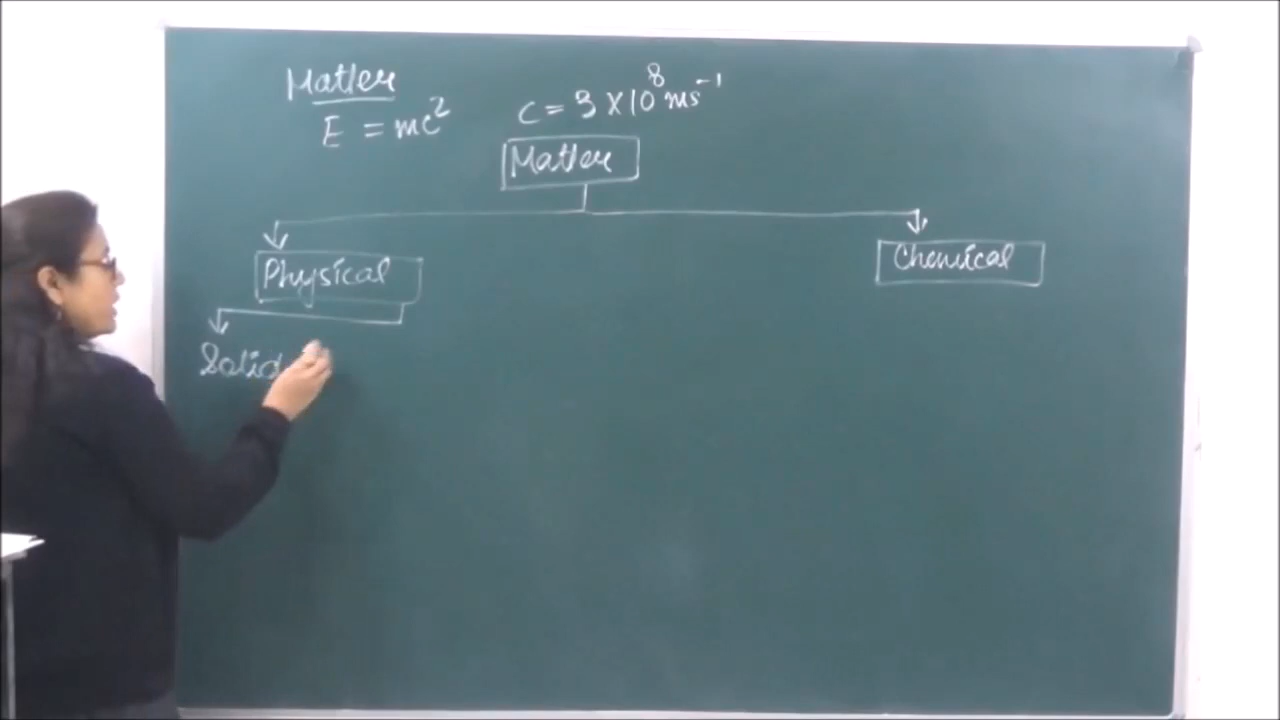 Matter
E = mc²
C = 3 × 10⁸ ms⁻¹
Matter
Physical
Chemical
Solid